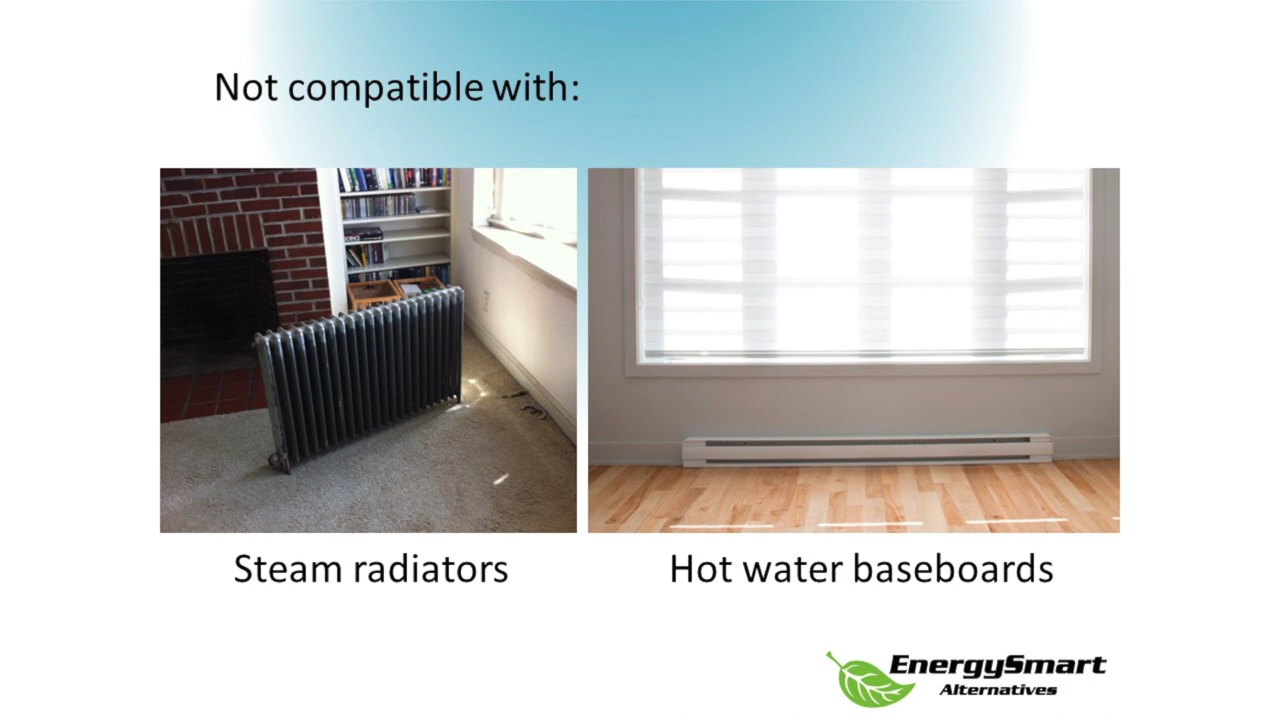 Not compatible with:
Steam radiators
Hot water baseboards
EnergySmart
Alternatives